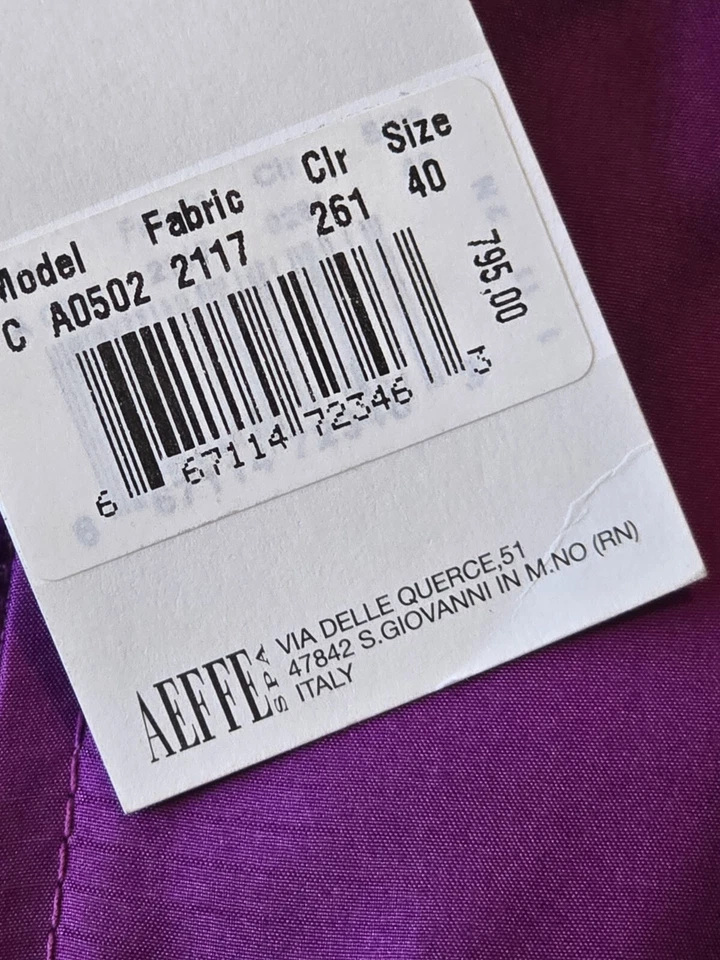 Model Fabric Clr Size
C A0502 2117 261 40
795,00
6 67114 72346 3
AEFFE SPA
VIA DELLE QUERCE,51
47842 S.GIOVANNI IN M.NO (RN)
ITALY